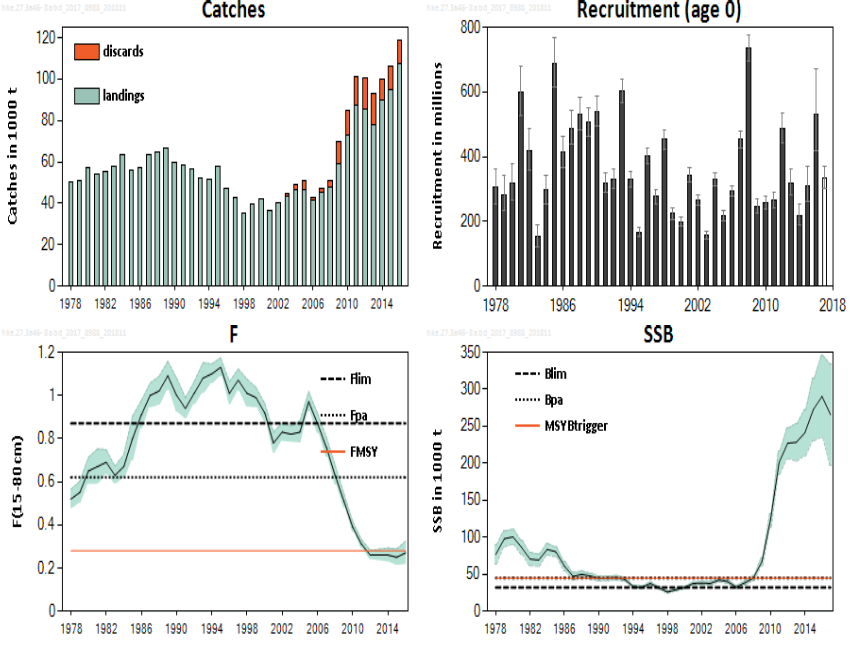 Catches
discards
landings
Catches in 1000 t
120
100
80
60
40
20
0
1978 1982 1986 1990 1994 1998 2002 2006 2010 2014
Recruitment (age 0)
Recruitment in millions
800
600
400
200
0
1978 1986 1994 2002 2010 2018
F
Flim
Fpa
FMSY
F(15-80 cm)
1.2
1
0.8
0.6
0.4
0.2
0
1978 1982 1986 1990 1994 1998 2002 2006 2010 2014
SSB
Blim
Bpa
MSYBtrigger
SSB in 1000 t
350
300
250
200
150
100
50
0
1978 1982 1986 1990 1994 1998 2002 2006 2010 2014